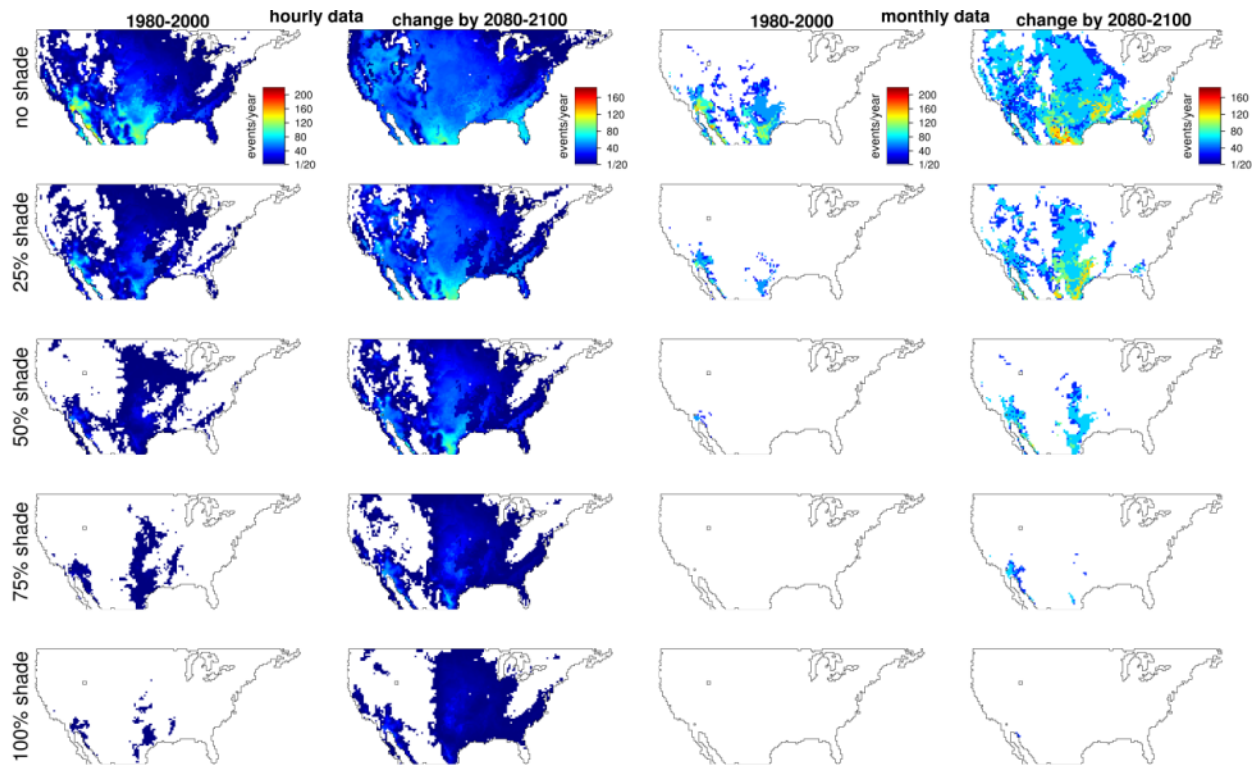 hourly data
monthly data
1980-2000
change by 2080-2100
1980-2000
change by 2080-2100
no shade
events/year
200
160
120
80
40
1/20
events/year
160
120
80
40
1/20
events/year
200
160
120
80
40
1/20
events/year
160
120
80
40
1/20
25% shade
50% shade
75% shade
100% shade